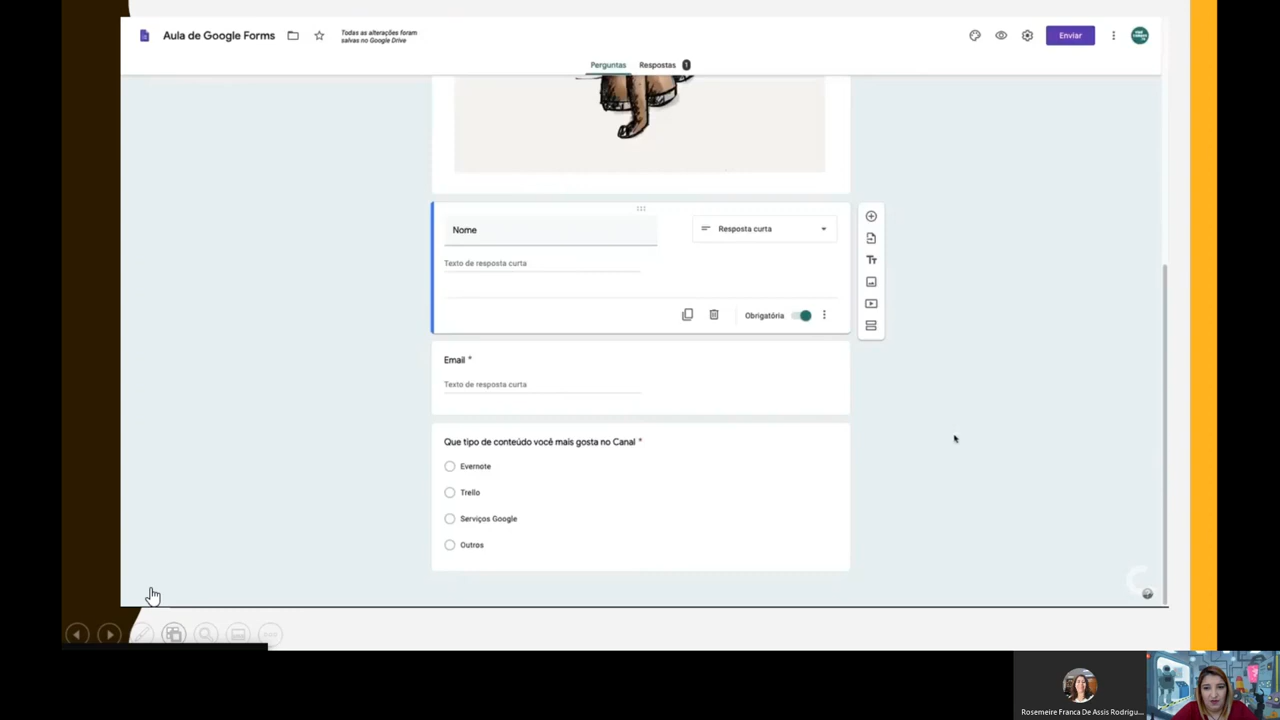 Aula de Google Forms
Todas as alterações foram
salvas no Google Drive
Enviar
Perguntas
Respostas
1
Nome
Resposta curta
Texto de resposta curta
Obrigatória
Tт
Email *
Texto de resposta curta
Que tipo de conteúdo você mais gosta no Canal *
Evernote
Trello
Serviços Google
Outros
Rosemeire Franca De Assis Rodrigu...